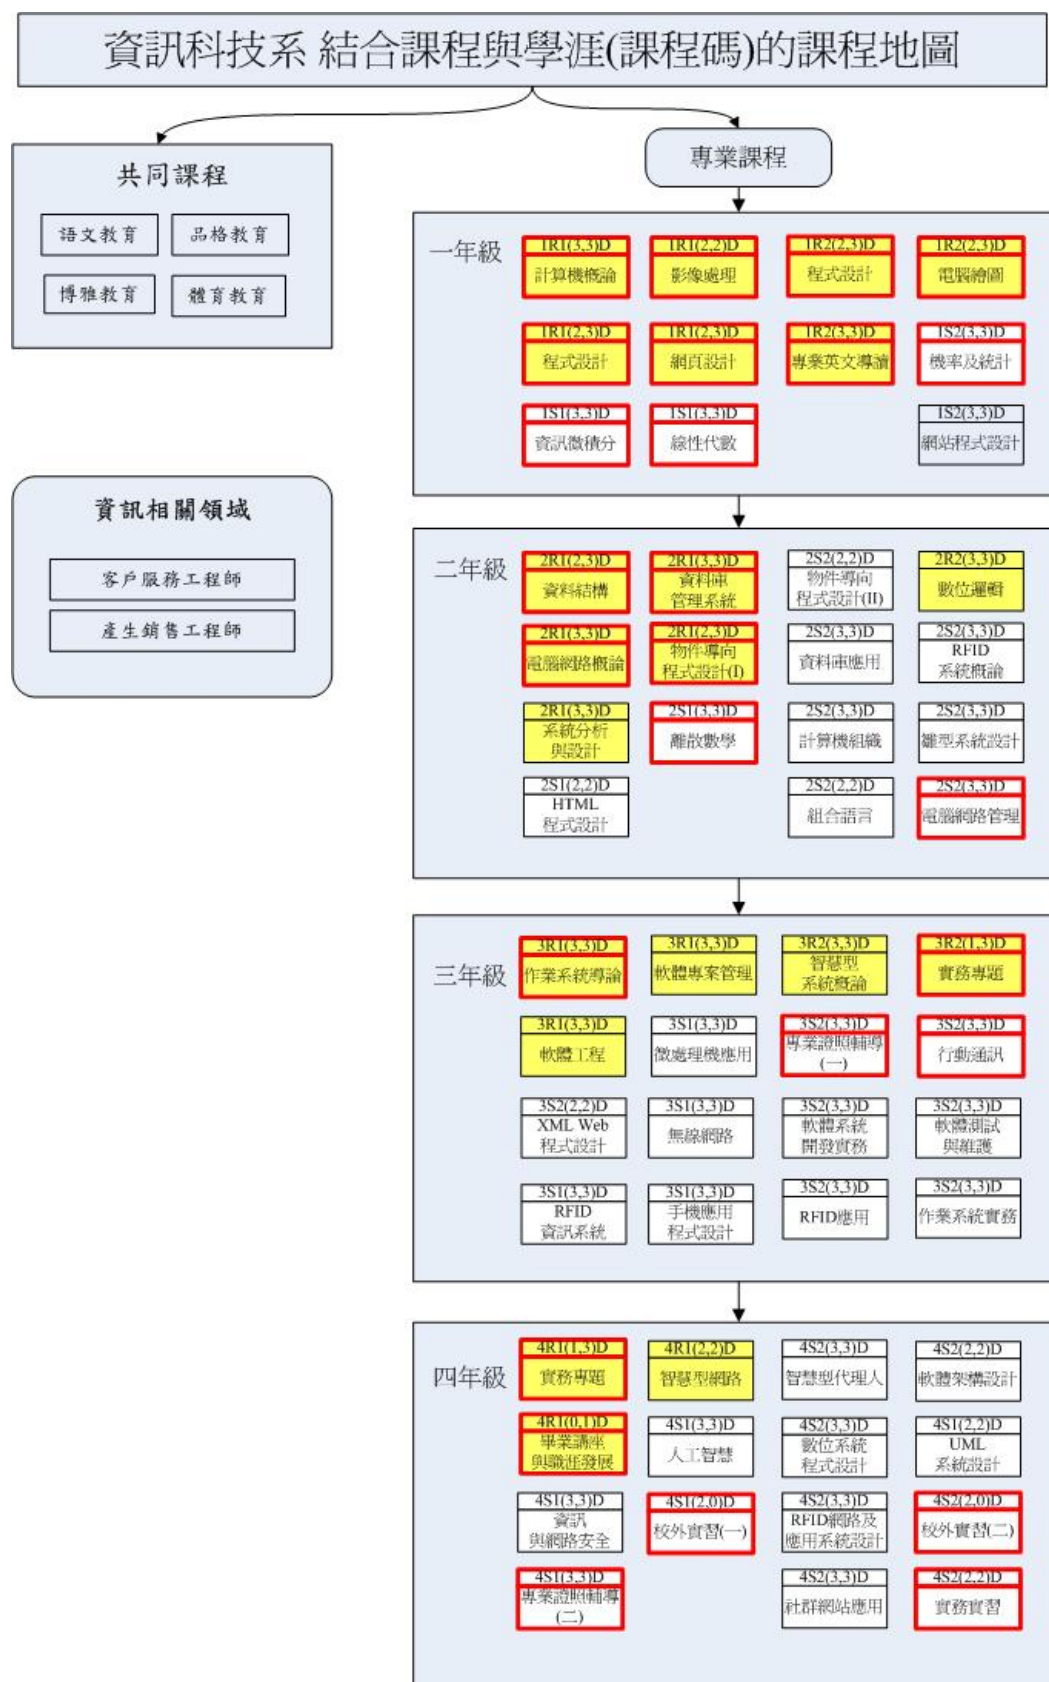 資訊科技系 結合課程與學涯(課程碼)的課程地圖
共同課程
語文教育
品格教育
博雅教育
體育教育
資訊相關領域
客戶服務工程師
產生銷售工程師
專業課程
一年級
1R1(3,3)D
計算機概論
1R1(2,2)D
影像處理
1R2(2,3)D
程式設計
1R2(2,3)D
電腦繪圖
1R1(2,3)D
程式設計
1R1(2,3)D
網頁設計
1R2(3,3)D
專業英文導讀
1S2(3,3)D
機率及統計
1S1(3,3)D
資訊微積分
1S1(3,3)D
線性代數
1S2(3,3)D
網站程式設計
二年級
2R1(2,3)D
資料結構
2R1(3,3)D
資料庫
管理系統
2S2(2,2)D
物件導向
程式設計(II)
2R2(3,3)D
數位邏輯
2R1(3,3)D
電腦網路概論
2R1(2,3)D
物件導向
程式設計(I)
2S2(3,3)D
資料庫應用
2S2(3,3)D
RFID
系統概論
2R1(3,3)D
系統分析
與設計
2S1(3,3)D
離散數學
2S2(3,3)D
計算機組織
2S2(3,3)D
雛型系統設計
2S1(2,2)D
HTML
程式設計
2S2(2,2)D
組合語言
2S2(3,3)D
電腦網路管理
三年級
3R1(3,3)D
作業系統導論
3R1(3,3)D
軟體專案管理
3R2(3,3)D
智慧型
系統概論
3R2(1,3)D
實務專題
3R1(3,3)D
軟體工程
3S1(3,3)D
微處理機應用
3S2(3,3)D
專業證照輔導
(一)
3S2(3,3)D
行動通訊
3S2(2,2)D
XML Web
程式設計
3S1(3,3)D
無線網路
3S2(3,3)D
軟體系統
開發實務
3S2(3,3)D
軟體測試
與維護
3S1(3,3)D
RFID
資訊系統
3S1(3,3)D
手機應用
程式設計
3S2(3,3)D
RFID應用
3S2(3,3)D
作業系統實務
四年級
4R1(1,3)D
實務專題
4R1(2,2)D
智慧型網路
4S2(3,3)D
智慧型代理人
4S2(2,2)D
軟體架構設計
4R1(0,1)D
畢業講座
與職涯發展
4S1(3,3)D
人工智慧
4S2(3,3)D
數位系統
程式設計
4S1(2,2)D
UML
系統設計
4S1(3,3)D
資訊
與網路安全
4S1(2,0)D
校外實習(一)
4S2(3,3)D
RFID網路及
應用系統設計
4S2(2,0)D
校外實習(二)
4S1(3,3)D
專業證照輔導
(二)
4S2(3,3)D
社群網站應用
4S2(2,2)D
實務實習